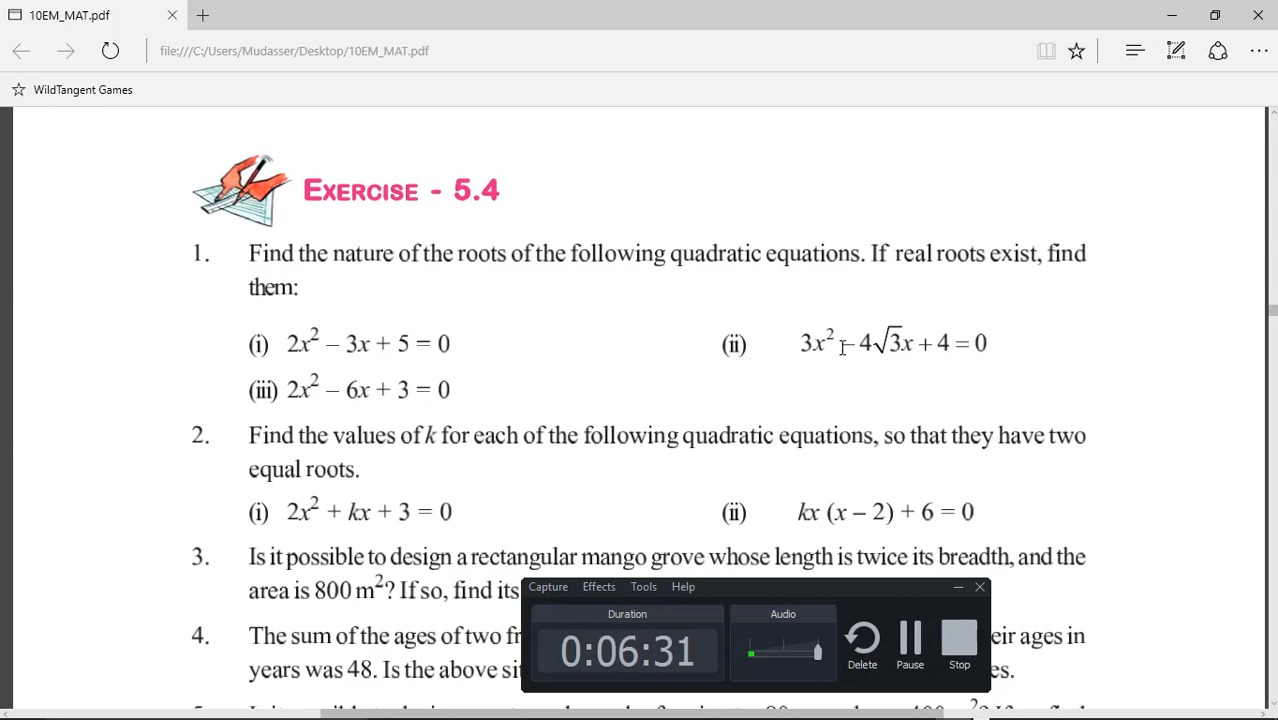 10EM_MAT.pdf
file:///C:/Users/Mudasser/Desktop/10EM_MAT.pdf
WildTangent Games
EXERCISE - 5.4
1. Find the nature of the roots of the following quadratic equations. If real roots exist, find
them:
(i) 2x² – 3x + 5 = 0 (ii) 3x² – 4√3x + 4 = 0
(iii) 2x² – 6x + 3 = 0
2. Find the values of k for each of the following quadratic equations, so that they have two
equal roots.
(i) 2x² + kx + 3 = 0 (ii) kx (x – 2) + 6 = 0
3. Is it possible to design a rectangular mango grove whose length is twice its breadth, and the
area is 800 m²? If so, find its
Capture Effects Tools Help
Duration Audio
0:06:31
Delete Pause Stop
4. The sum of the ages of two fr eir ages in
years was 48. Is the above sit es.